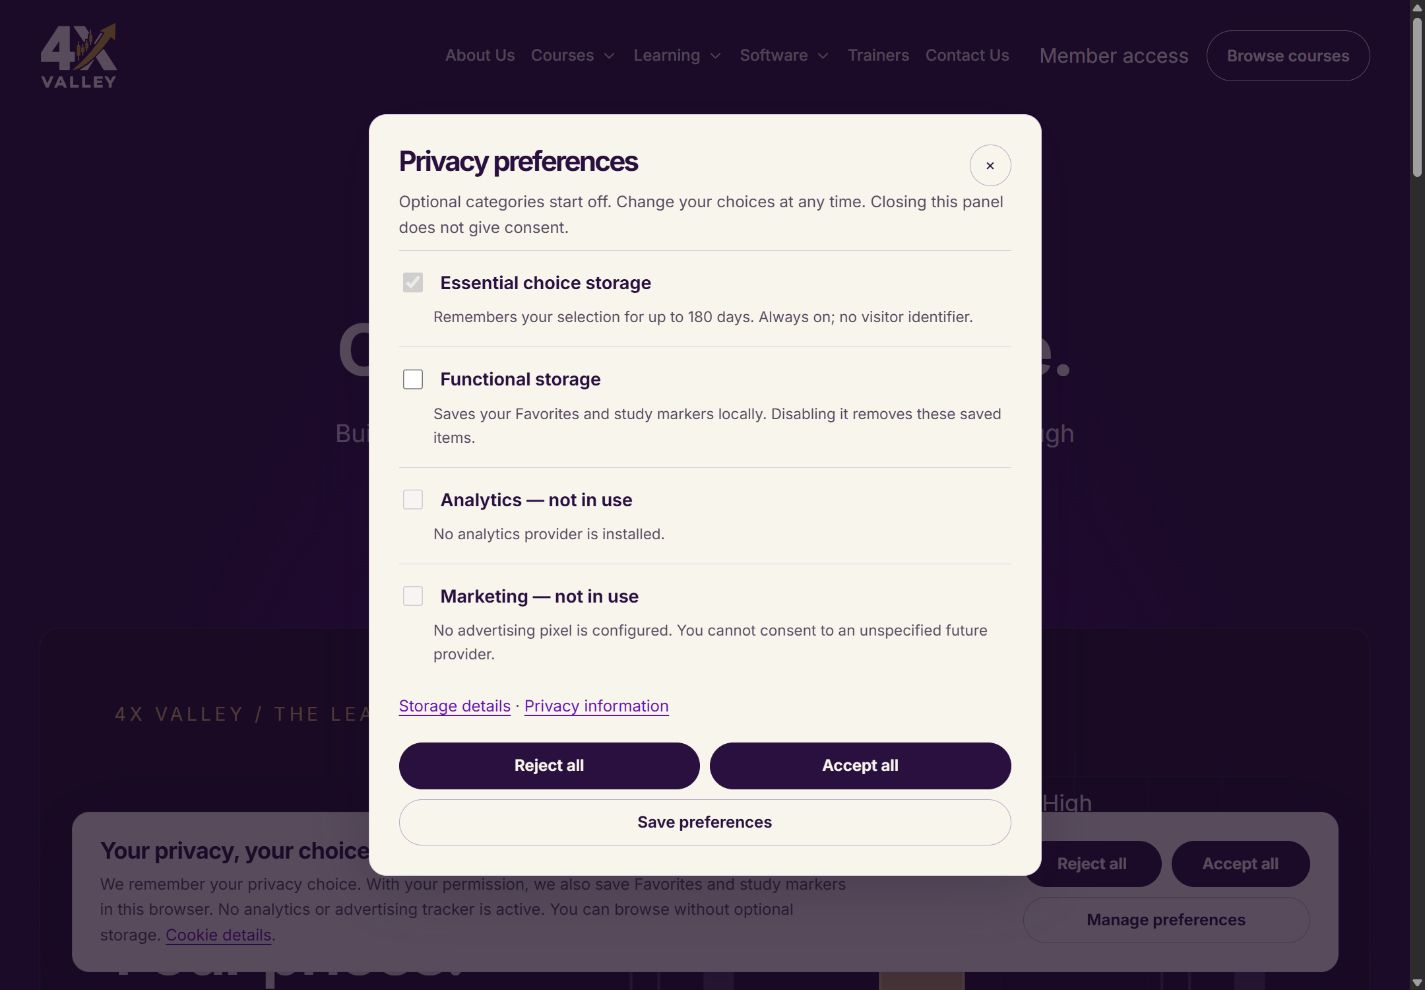 4X
VALLEY
About Us
Courses
Learning
Software
Trainers
Contact Us
Member access
Browse courses
Privacy preferences
×
Optional categories start off. Change your choices at any time. Closing this panel
does not give consent.
Essential choice storage
Remembers your selection for up to 180 days. Always on; no visitor identifier.
Functional storage
Saves your Favorites and study markers locally. Disabling it removes these saved
items.
Analytics — not in use
No analytics provider is installed.
Marketing — not in use
No advertising pixel is configured. You cannot consent to an unspecified future
provider.
Storage details · Privacy information
Reject all
Accept all
Save preferences
4X VALLEY / THE LEA
High
Your privacy, your choice
We remember your privacy choice. With your permission, we also save Favorites and study markers
in this browser. No analytics or advertising tracker is active. You can browse without optional
storage. Cookie details.
Reject all
Accept all
Manage preferences